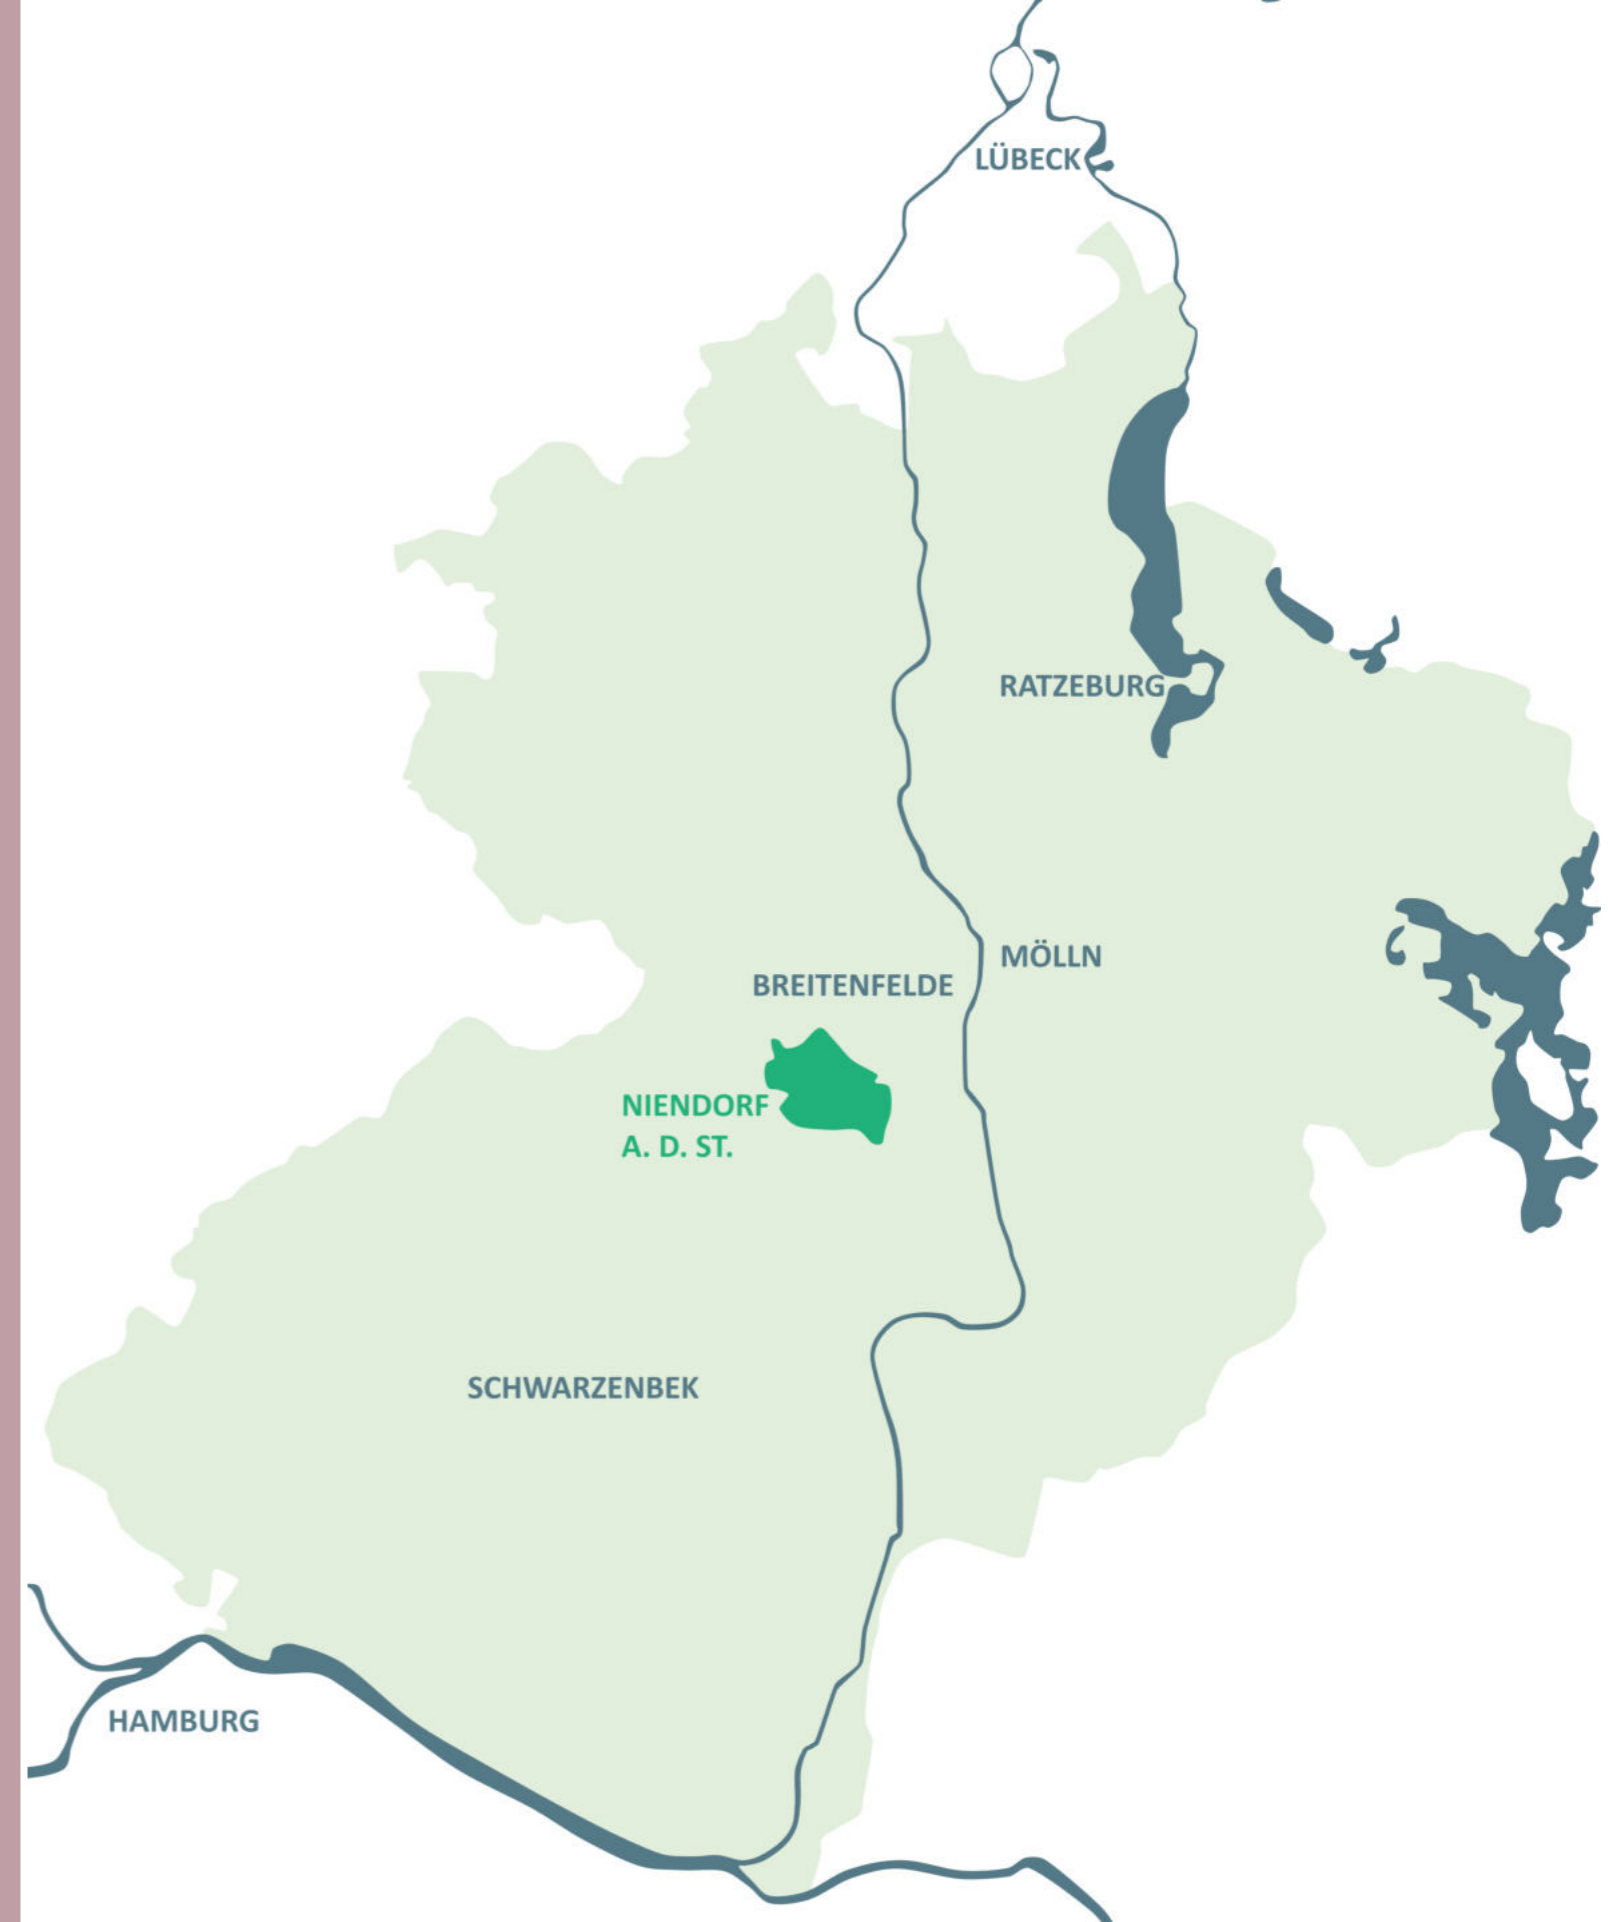 LÜBECK
RATZEBURG
MÖLLN
BREITENFELDE
NIENDORF
A. D. ST.
SCHWARZENBEK
HAMBURG